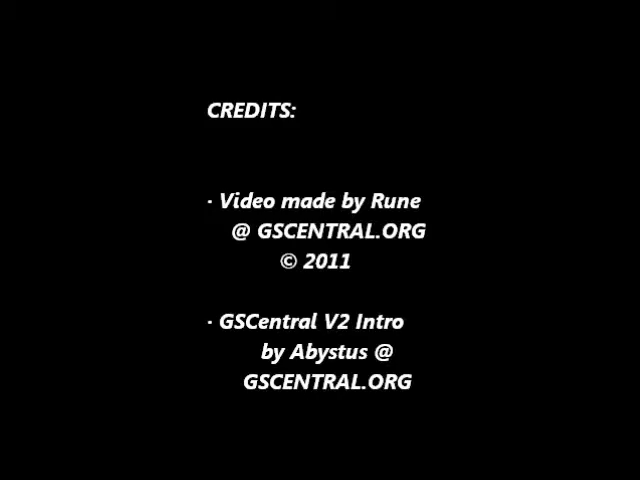 CREDITS:
· Video made by Rune
@ GSCENTRAL.ORG
© 2011
· GSCentral V2 Intro
by Abystus @
GSCENTRAL.ORG